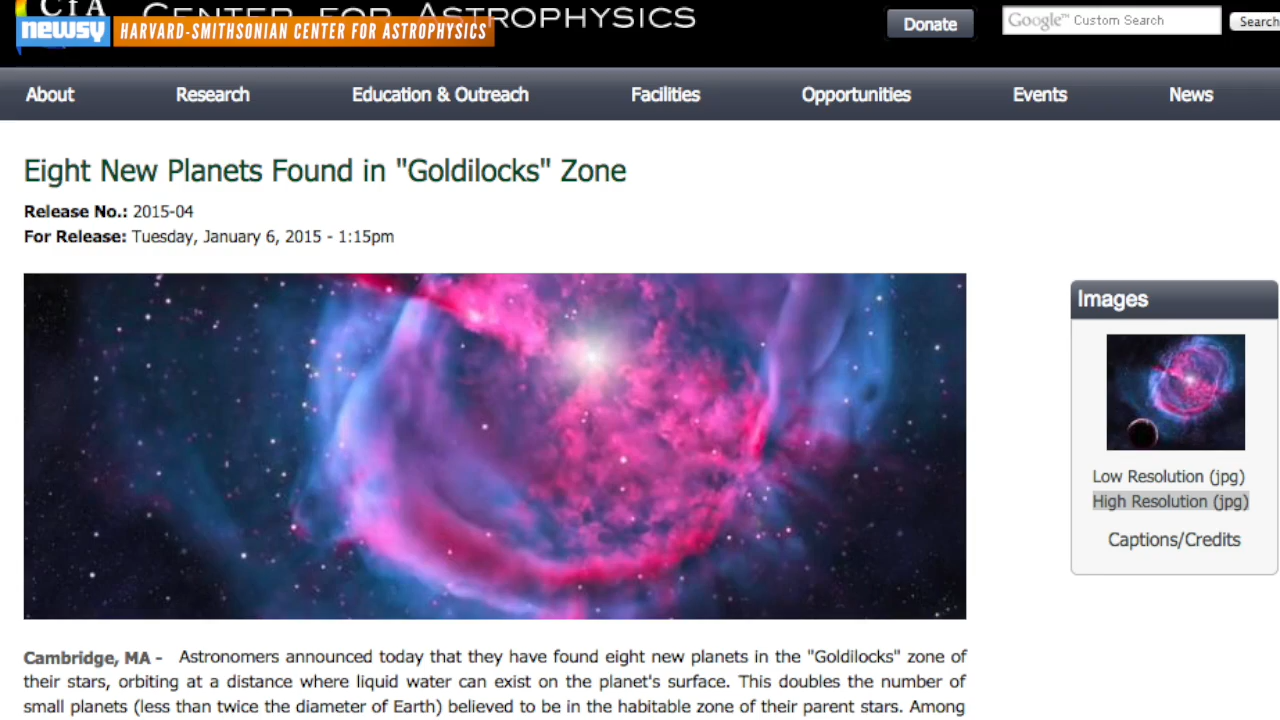 CfA
CENTER FOR ASTROPHYSICS
newsy
HARVARD-SMITHSONIAN CENTER FOR ASTROPHYSICS
Donate
Google™ Custom Search
Search
About Research Education & Outreach Facilities Opportunities Events News
Eight New Planets Found in "Goldilocks" Zone
Release No.: 2015-04
For Release: Tuesday, January 6, 2015 - 1:15pm
Images
Low Resolution (jpg)
High Resolution (jpg)
Captions/Credits
Cambridge, MA - Astronomers announced today that they have found eight new planets in the "Goldilocks" zone of
their stars, orbiting at a distance where liquid water can exist on the planet's surface. This doubles the number of
small planets (less than twice the diameter of Earth) believed to be in the habitable zone of their parent stars. Among